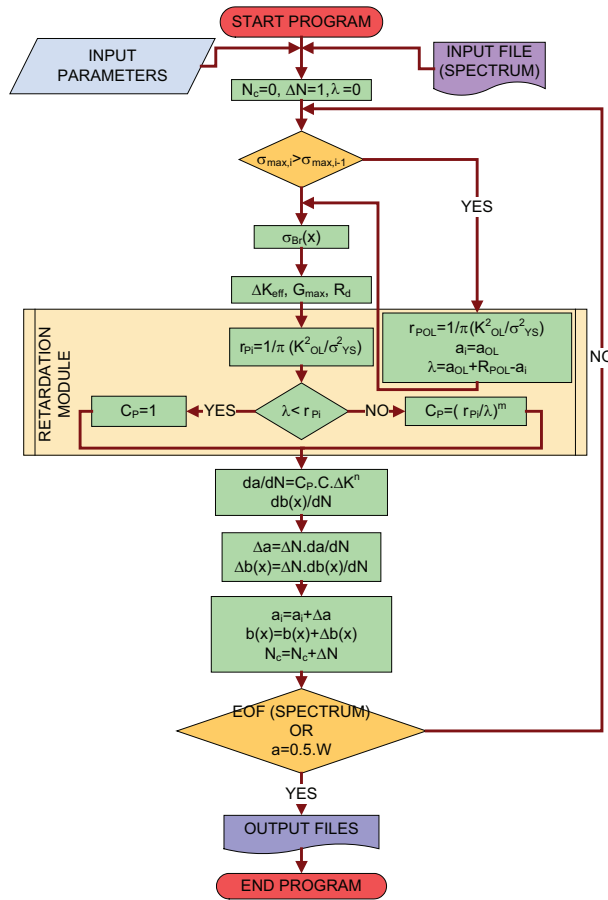 START PROGRAM
INPUT
PARAMETERS
INPUT FILE
(SPECTRUM)
N_c=0, ΔN=1,λ=0
σ_max,i>σ_max,i-1
YES
σ_Br(x)
ΔK_eff, G_max, R_d
RETARDATION
MODULE
r_Pi=1/π (K²_OL/σ²_YS)
r_POL=1/π(K²_OL/σ²_YS)
a_i=a_OL
λ=a_OL+R_POL-a_i
NO
C_P=1
YES
λ< r_Pi
NO
C_P=( r_Pi/λ)^m
da/dN=C_P.C.ΔK^n
db(x)/dN
Δa=ΔN.da/dN
Δb(x)=ΔN.db(x)/dN
a_i=a_i+Δa
b(x)=b(x)+Δb(x)
N_c=N_c+ΔN
EOF (SPECTRUM)
OR
a=0.5.W
YES
OUTPUT FILES
END PROGRAM